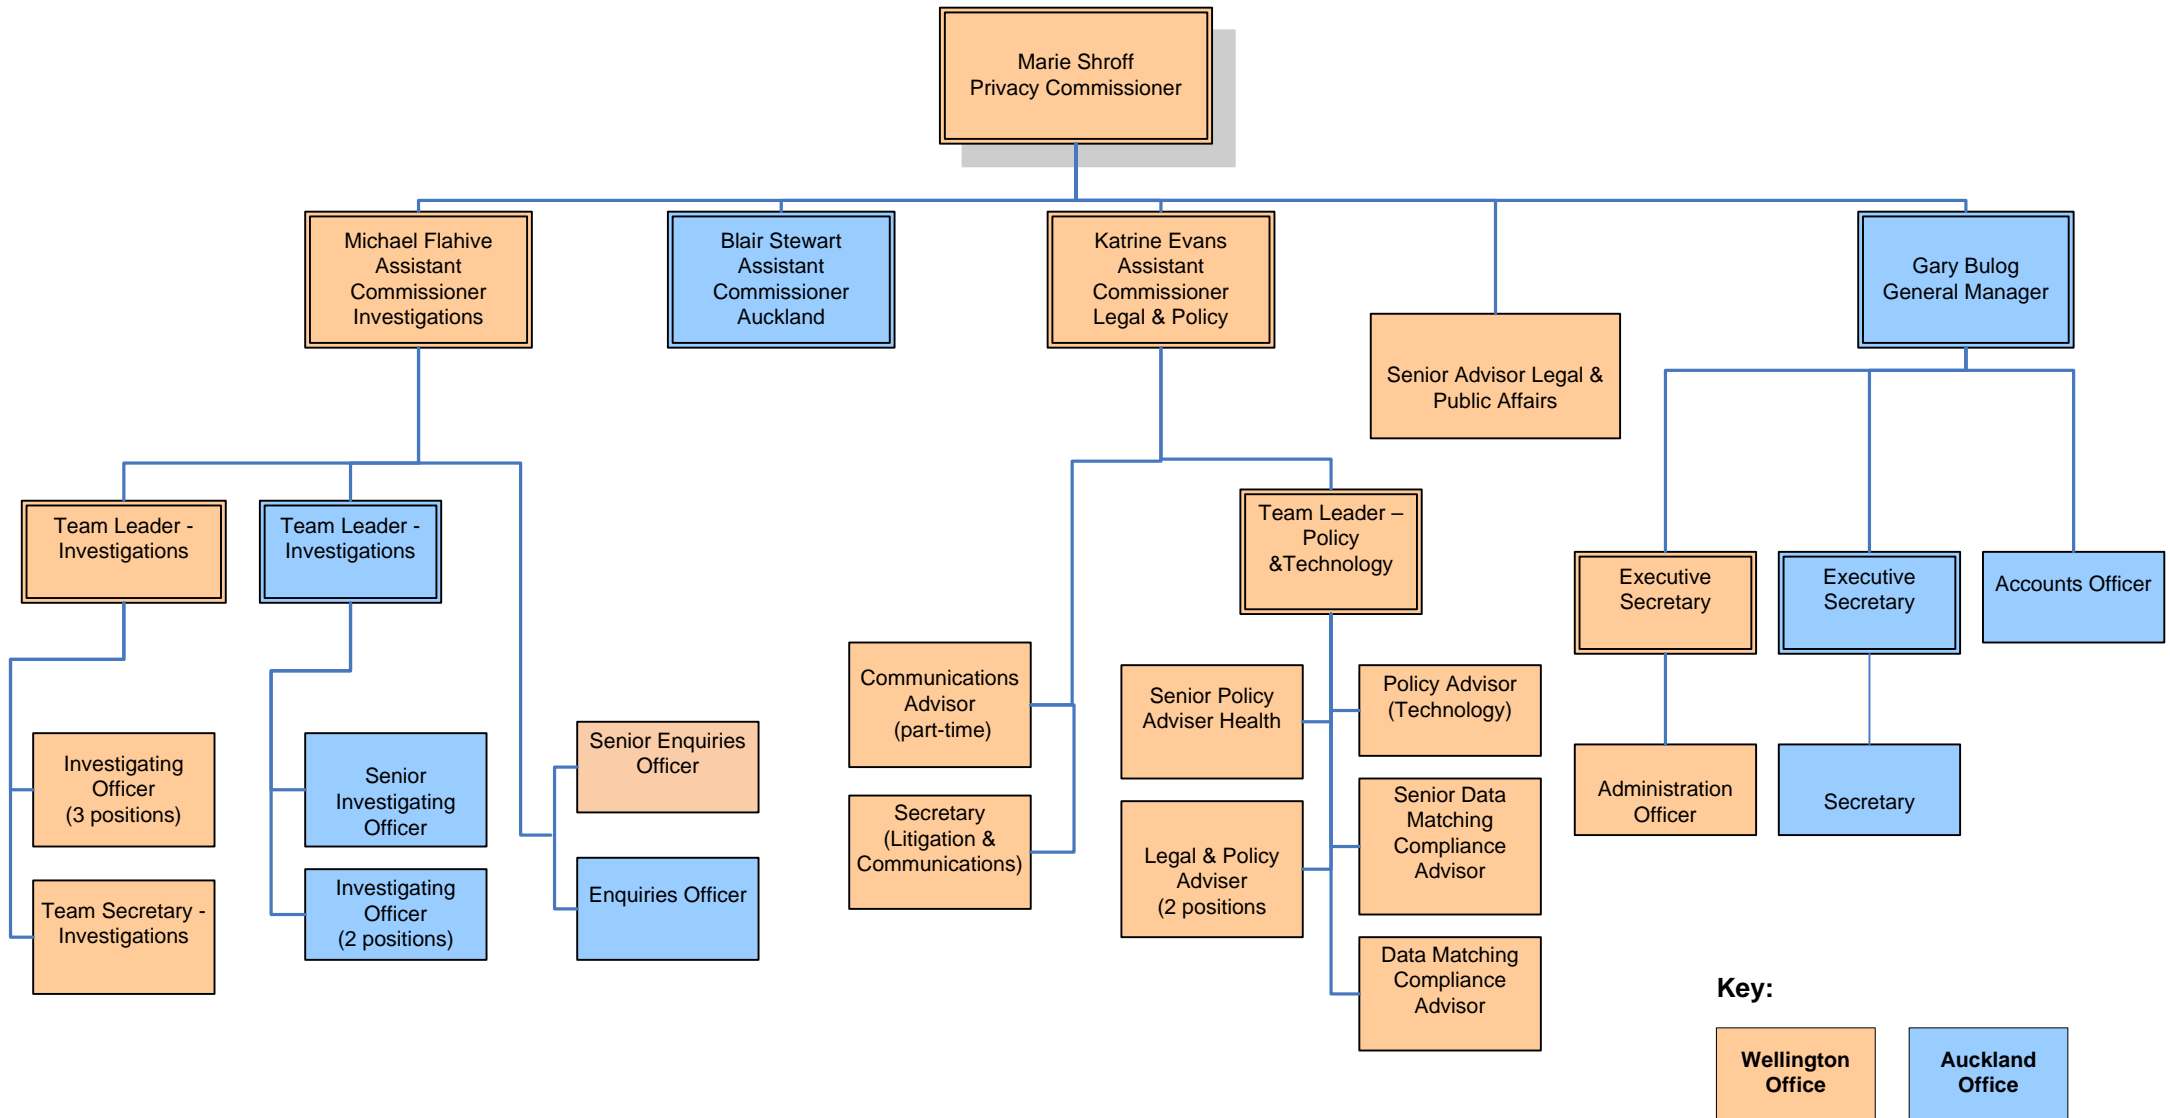 Marie Shroff
Privacy Commissioner
Michael Flahive
Assistant
Commissioner
Investigations
Blair Stewart
Assistant
Commissioner
Auckland
Katrine Evans
Assistant
Commissioner
Legal & Policy
Senior Advisor Legal &
Public Affairs
Gary Bulog
General Manager
Team Leader -
Investigations
Team Leader -
Investigations
Team Leader –
Policy
&Technology
Executive
Secretary
Executive
Secretary
Accounts Officer
Investigating
Officer
(3 positions)
Team Secretary -
Investigations
Senior
Investigating
Officer
Investigating
Officer
(2 positions)
Senior Enquiries
Officer
Enquiries Officer
Communications
Advisor
(part-time)
Secretary
(Litigation &
Communications)
Senior Policy
Adviser Health
Legal & Policy
Adviser
(2 positions
Policy Advisor
(Technology)
Senior Data
Matching
Compliance
Advisor
Data Matching
Compliance
Advisor
Administration
Officer
Secretary
Key:
Wellington
Office
Auckland
Office